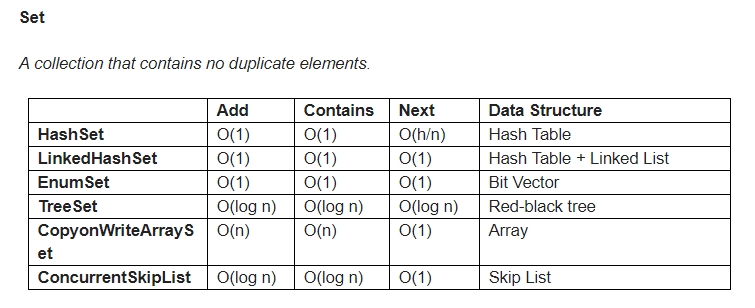 Set
A collection that contains no duplicate elements.
Add Contains Next Data Structure
HashSet O(1) O(1) O(h/n) Hash Table
LinkedHashSet O(1) O(1) O(1) Hash Table + Linked List
EnumSet O(1) O(1) O(1) Bit Vector
TreeSet O(log n) O(log n) O(log n) Red-black tree
CopyonWriteArrayS O(n) O(n) O(1) Array
et
ConcurrentSkipList O(log n) O(log n) O(1) Skip List